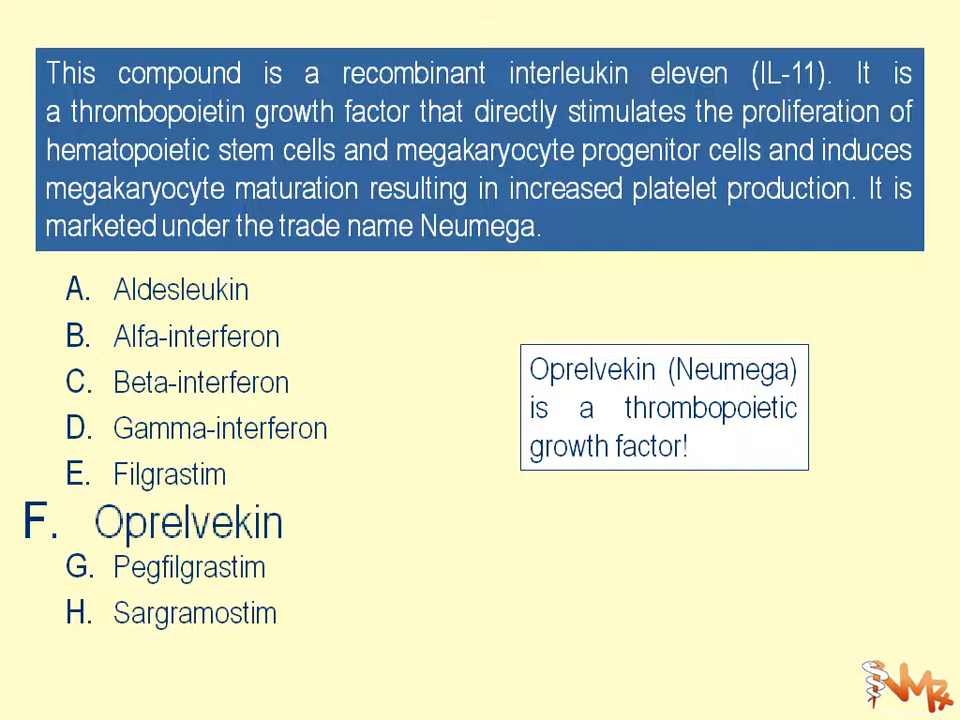 This compound is a recombinant interleukin eleven (IL-11). It is
a thrombopoietin growth factor that directly stimulates the proliferation of
hematopoietic stem cells and megakaryocyte progenitor cells and induces
megakaryocyte maturation resulting in increased platelet production. It is
marketed under the trade name Neumega.
A. Aldesleukin
B. Alfa-interferon
C. Beta-interferon
D. Gamma-interferon
E. Filgrastim
F. Oprelvekin
G. Pegfilgrastim
H. Sargramostim
Oprelvekin (Neumega)
is a thrombopoietic
growth factor!
VMRx